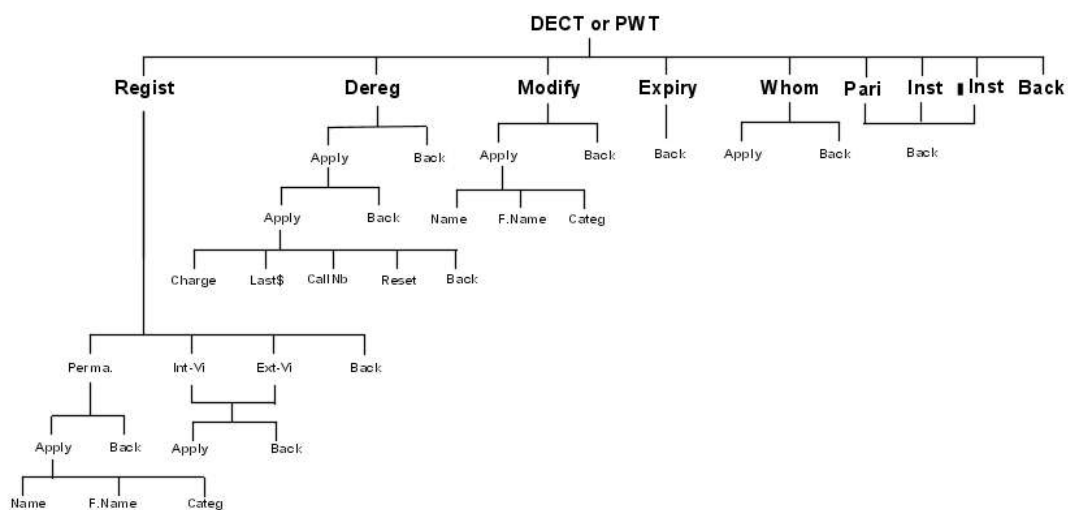 DECT or PWT
Regist Dereg Modify Expiry Whom Pari Inst Inst Back
Apply Back Apply Back Back Apply Back Back
Apply Back Name F.Name Categ
Charge Last$ CallNb Reset Back
Perma. Int-Vi Ext-Vi Back
Apply Back Apply Back
Name F.Name Categ